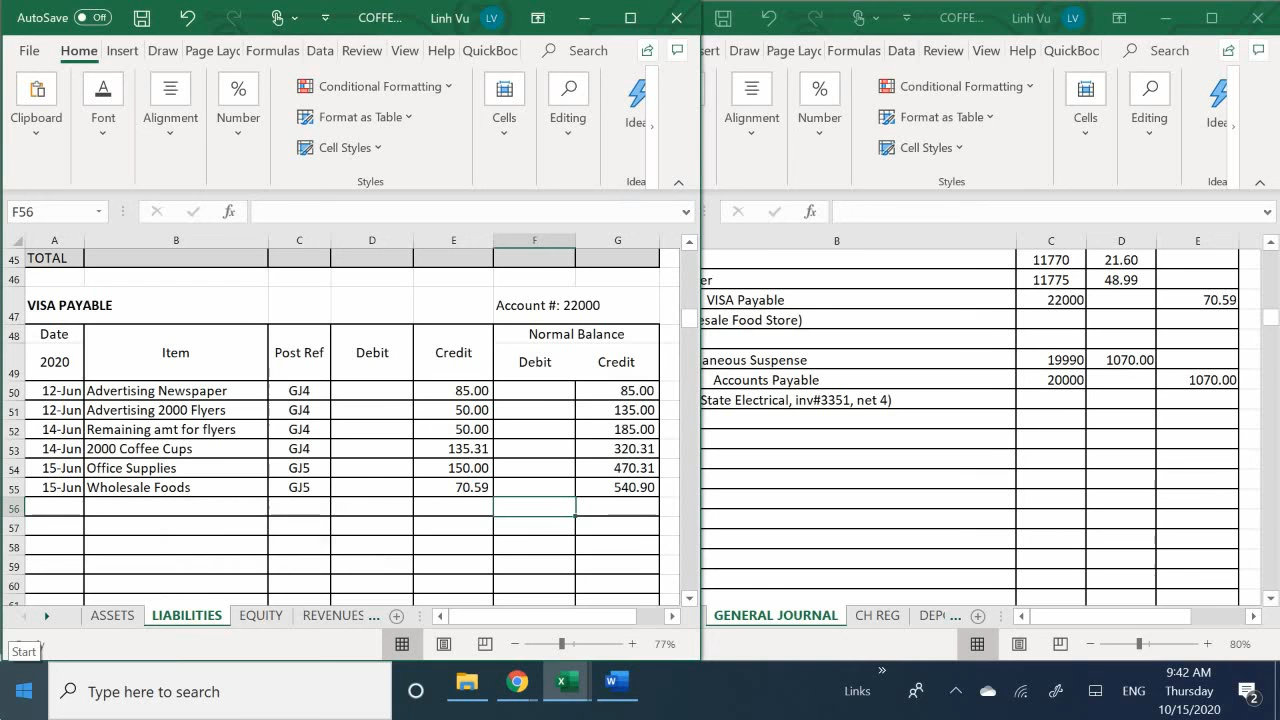 AutoSave Off COFFE... Linh Vu LV
File Home Insert Draw Page Layc Formulas Data Review View Help QuickBoc Search
Clipboard Font Alignment Number Conditional Formatting Format as Table Cell Styles Cells Editing Idea
Styles Idea
F56 fx
A B C D E F G
45 TOTAL
46
47 VISA PAYABLE Account #: 22000
48 Date Normal Balance
49 2020 Item Post Ref Debit Credit Debit Credit
50 12-Jun Advertising Newspaper GJ4 85.00 85.00
51 12-Jun Advertising 2000 Flyers GJ4 50.00 135.00
52 14-Jun Remaining amt for flyers GJ4 50.00 185.00
53 14-Jun 2000 Coffee Cups GJ4 135.31 320.31
54 15-Jun Office Supplies GJ5 150.00 470.31
55 15-Jun Wholesale Foods GJ5 70.59 540.90
56
57
58
59
60
61
ASSETS LIABILITIES EQUITY REVENUES ...
77%
Start
COFFE... Linh Vu LV
sert Draw Page Layc Formulas Data Review View Help QuickBoc Search
Alignment Number Conditional Formatting Format as Table Cell Styles Cells Editing Idea
Styles Idea
fx
B C D E
11770 21.60
er 11775 48.99
VISA Payable 22000 70.59
esale Food Store)
aneous Suspense 19990 1070.00
Accounts Payable 20000 1070.00
State Electrical, inv#3351, net 4)
GENERAL JOURNAL CH REG DEP( ...
80%
Type here to search
Links ENG
9:42 AM
Thursday
10/15/2020
2